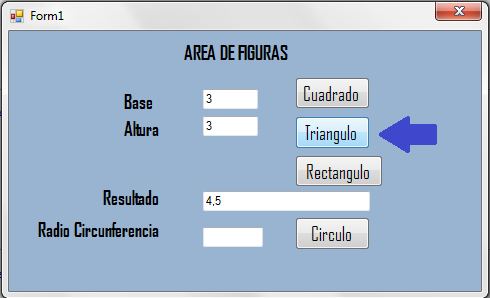 Form1
AREA DE FIGURAS
Base 3 Cuadrado
Altura 3 Triangulo
Rectangulo
Resultado 4,5
Radio Circunferencia Circulo